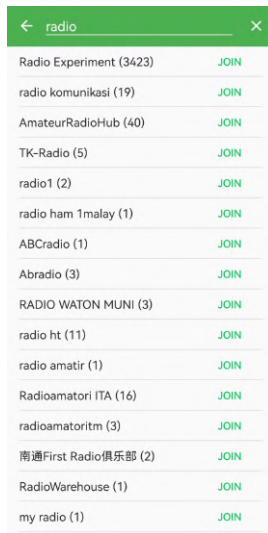 ← radio ×
Radio Experiment (3423) JOIN
radio komunikasi (19) JOIN
AmateurRadioHub (40) JOIN
TK-Radio (5) JOIN
radio1 (2) JOIN
radio ham 1malay (1) JOIN
ABCradio (1) JOIN
Abradio (3) JOIN
RADIO WATON MUNI (3) JOIN
radio ht (11) JOIN
radio amatir (1) JOIN
Radioamatori ITA (16) JOIN
radioamatoritm (3) JOIN
南通First Radio俱乐部 (2) JOIN
RadioWarehouse (1) JOIN
my radio (1) JOIN